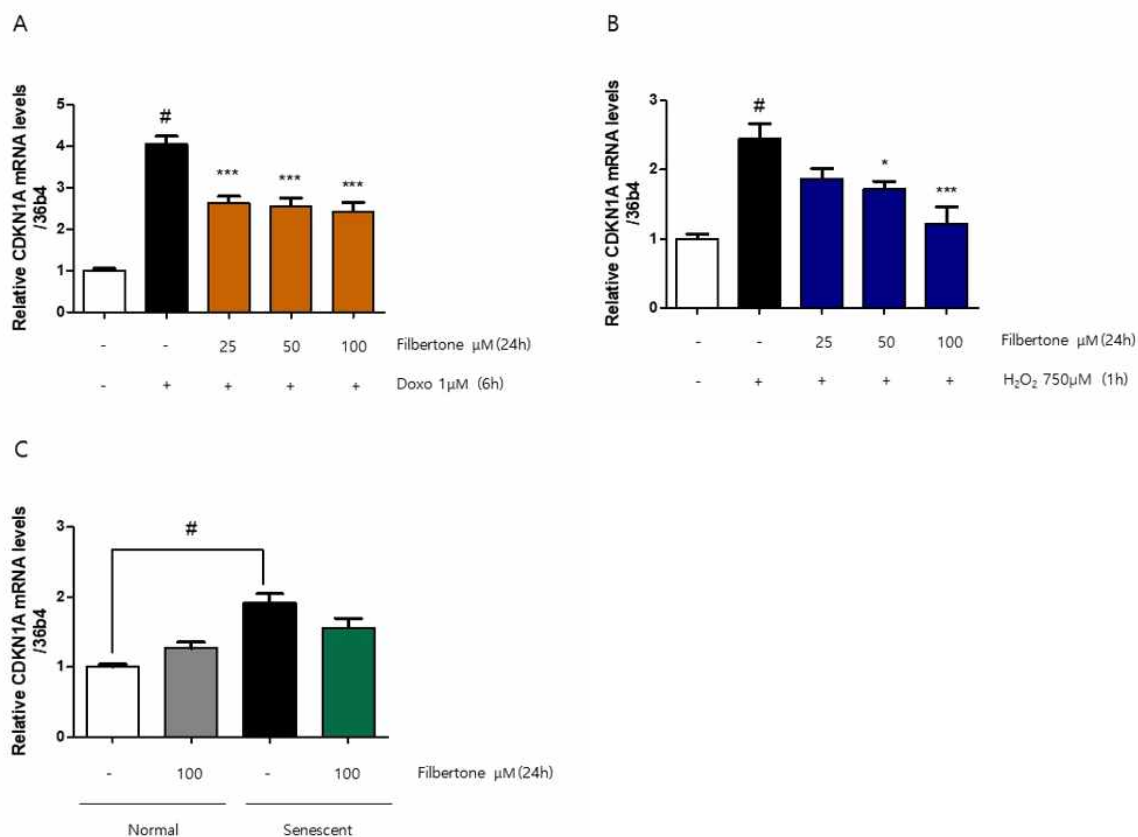 A
Relative CDKN1A mRNA levels
/36b4
5
4
3
2
1
0
#
***
***
***
- - 25 50 100 Filbertone μM(24h)
- + + + + Doxo 1μM (6h)
B
Relative CDKN1A mRNA levels
/36b4
3
2
1
0
#
*
***
- - 25 50 100 Filbertone μM(24h)
- + + + + H₂O₂ 750μM (1h)
C
Relative CDKN1A mRNA levels
/36b4
3
2
1
0
#
- 100 - 100 Filbertone μM(24h)
Normal Senescent